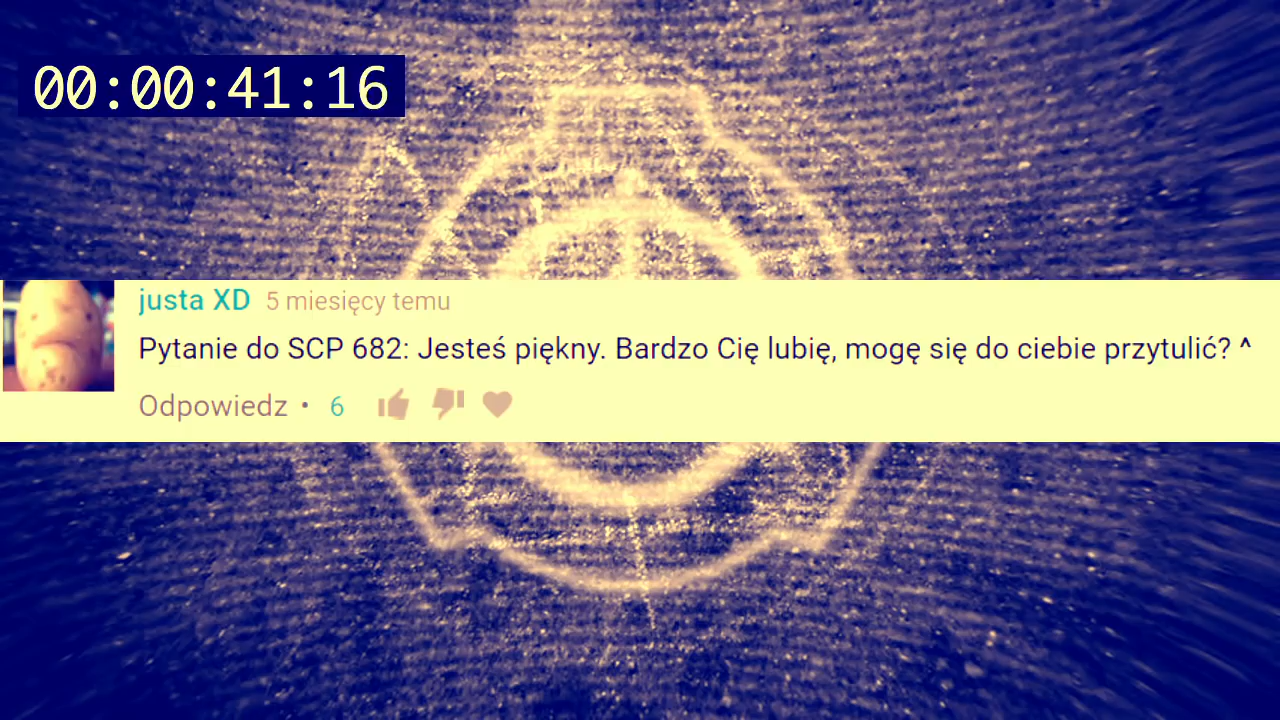 00:00:41:16
justa XD 5 miesięcy temu
Pytanie do SCP 682: Jesteś piękny. Bardzo Cię lubię, mogę się do ciebie przytulić? ^
Odpowiedz • 6